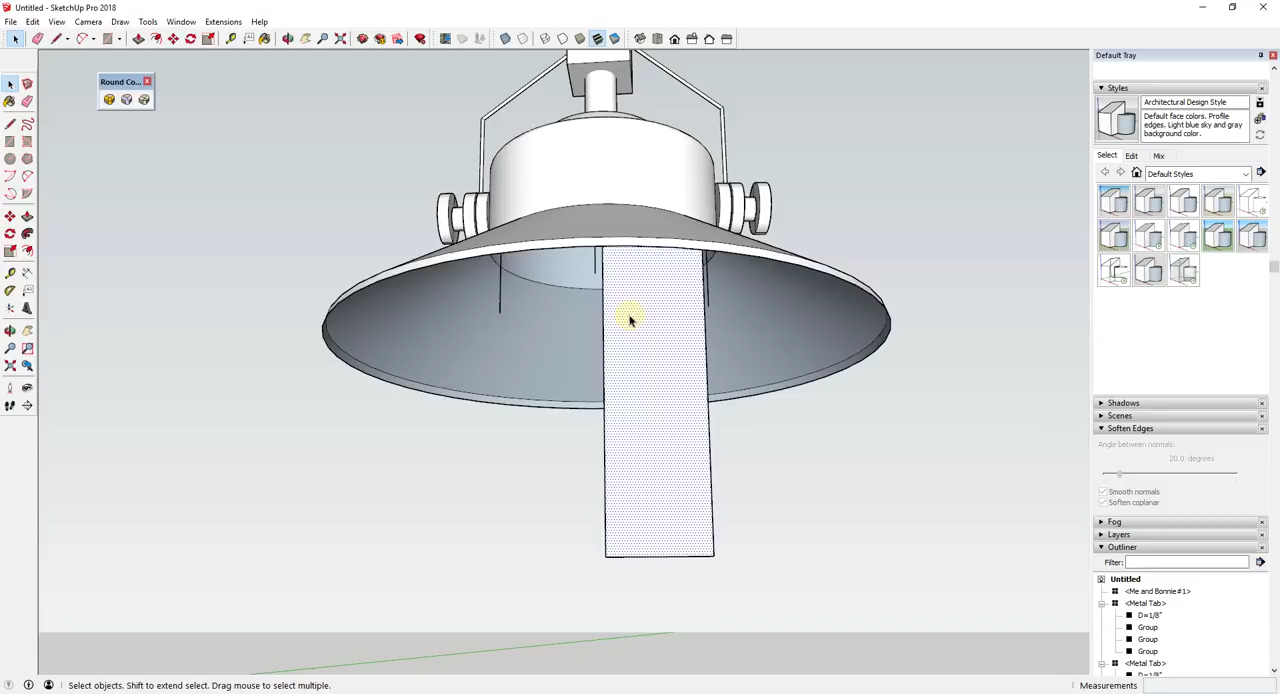 Untitled - SketchUp Pro 2018
File Edit View Camera Draw Tools Window Extensions Help
Round Co...
Default Tray
Styles
Architectural Design Style
Default face colors. Profile
edges. Light blue sky and gray
background color.
Select Edit Mix
Default Styles
Shadows
Scenes
Soften Edges
Angle between normals:
20.0 degrees
Smooth normals
Soften coplanar
Fog
Layers
Outliner
Filter:
Untitled
<Me and Bonnie#1>
<Metal Tab>
D=1/8"
Group
Group
Group
<Metal Tab>
D=1/8"
Select objects. Shift to extend select. Drag mouse to select multiple.
Measurements